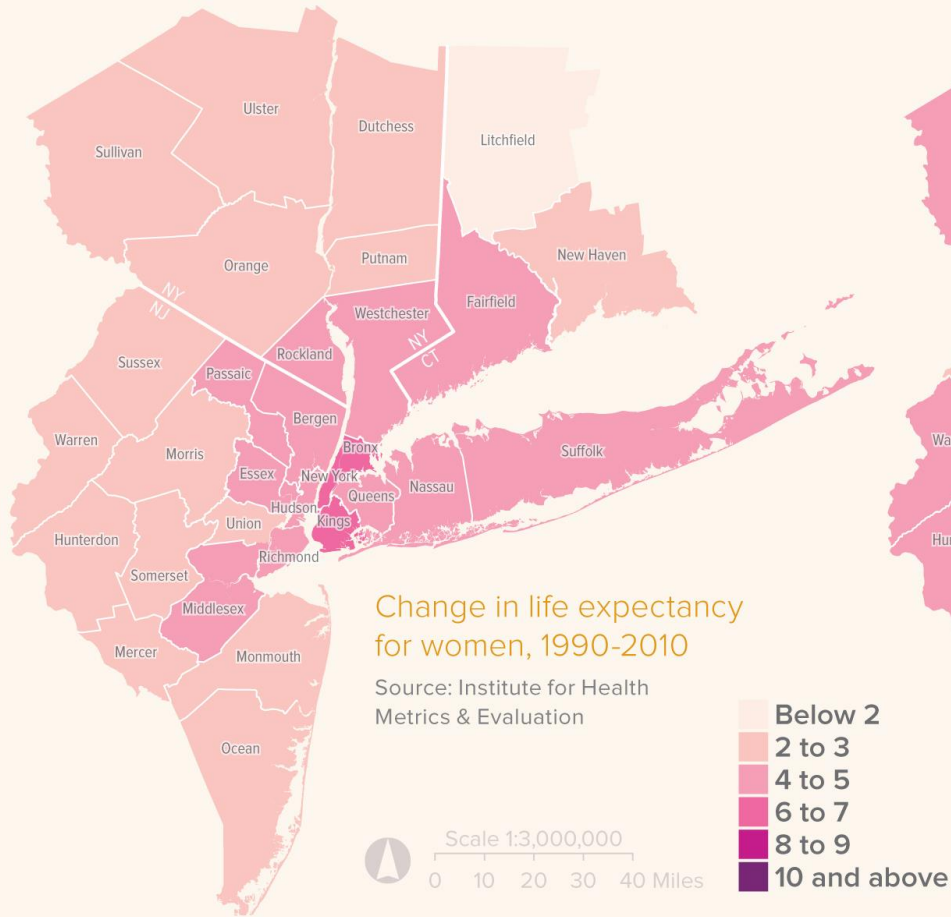 Ulster
Dutchess
Litchfield
Sullivan
Orange
Putnam
New Haven
NY
NJ
Westchester
Fairfield
NY
CT
Rockland
Sussex
Passaic
Bergen
Warren
Morris
Bronx
Suffolk
Essex
New York
Nassau
Queens
Hudson
Union
Kings
Hunterdon
Richmond
Somerset
Middlesex
Mercer
Monmouth
Ocean
Wa
Hun
Change in life expectancy
for women, 1990-2010
Source: Institute for Health
Metrics & Evaluation
Below 2
2 to 3
4 to 5
6 to 7
8 to 9
10 and above
Scale 1:3,000,000
0 10 20 30 40 Miles